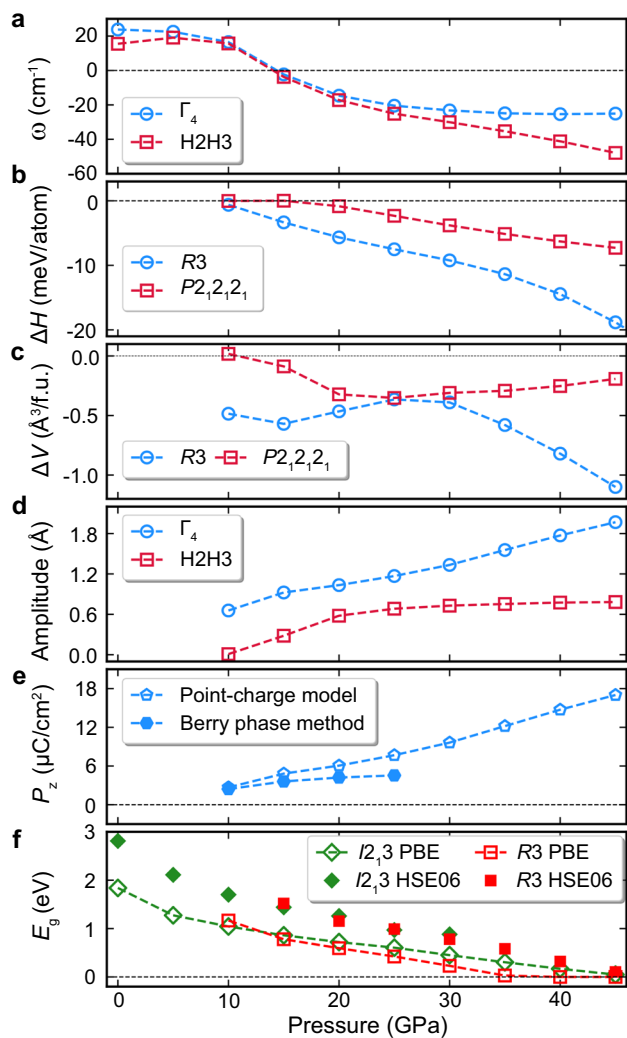 a
20
0
-20
-40
-60
ω (cm⁻¹)
Γ₄
H2H3
b
0
-10
-20
ΔH (meV/atom)
R3
P2₁2₁2₁
c
0.0
-0.5
-1.0
ΔV (Å³/f.u.)
R3 P2₁2₁2₁
d
1.8
1.2
0.6
0.0
Amplitude (Å)
Γ₄
H2H3
e
18
12
6
0
P_z (μC/cm²)
Point-charge model
Berry phase method
f
3
2
1
0
E_g (eV)
I2₁3 PBE R3 PBE
I2₁3 HSE06 R3 HSE06
0 10 20 30 40
Pressure (GPa)